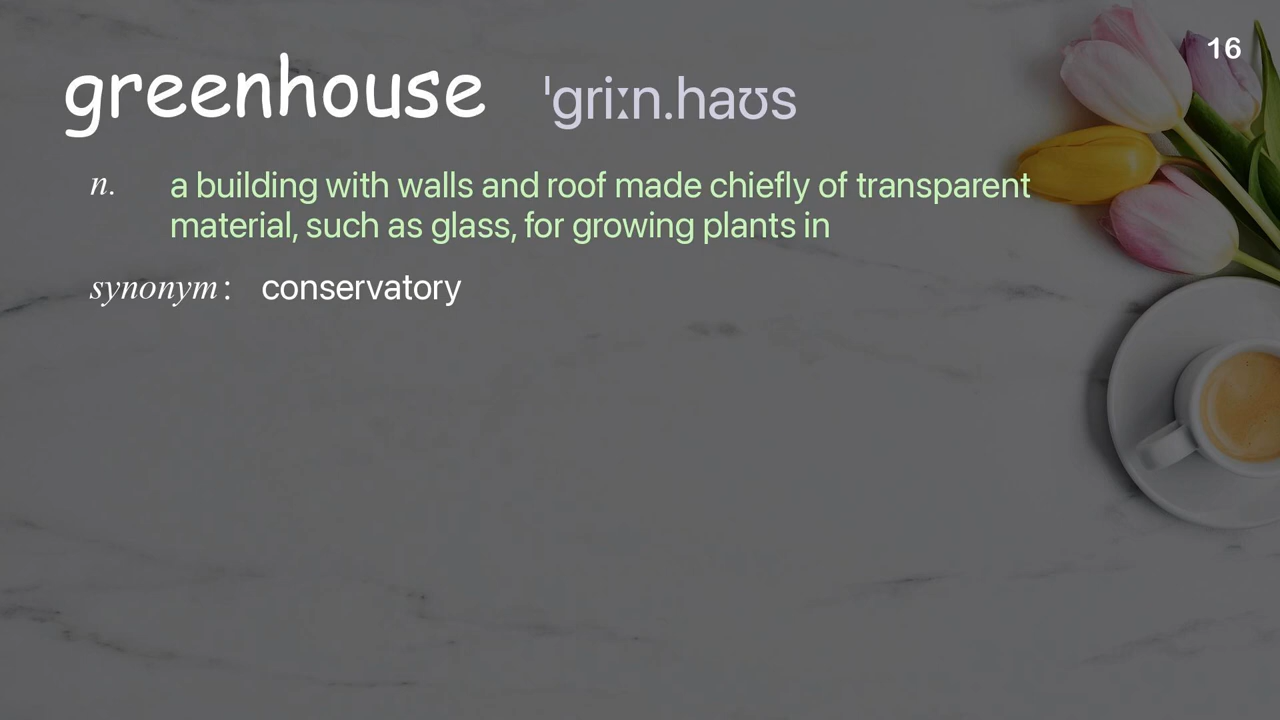 16
greenhouse ˈɡriːn.haʊs
n. a building with walls and roof made chiefly of transparent
material, such as glass, for growing plants in
synonym: conservatory